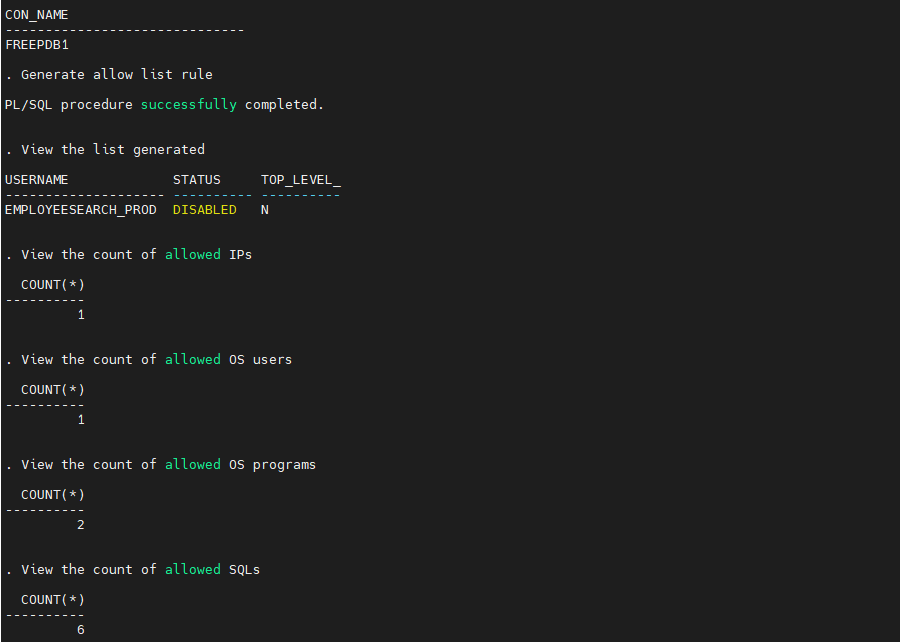 CON_NAME
------------------------------
FREEPDB1
. Generate allow list rule
PL/SQL procedure successfully completed.
. View the list generated
USERNAME             STATUS     TOP_LEVEL_
-------------------- ---------- ----------
EMPLOYEESEARCH_PROD  DISABLED   N
. View the count of allowed IPs
  COUNT(*)
----------
         1
. View the count of allowed OS users
  COUNT(*)
----------
         1
. View the count of allowed OS programs
  COUNT(*)
----------
         2
. View the count of allowed SQLs
  COUNT(*)
----------
         6